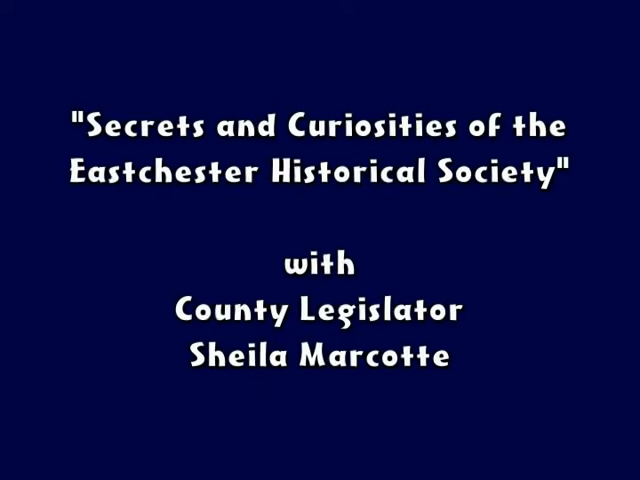 "Secrets and Curiosities of the
Eastchester Historical Society"
with
County Legislator
Sheila Marcotte